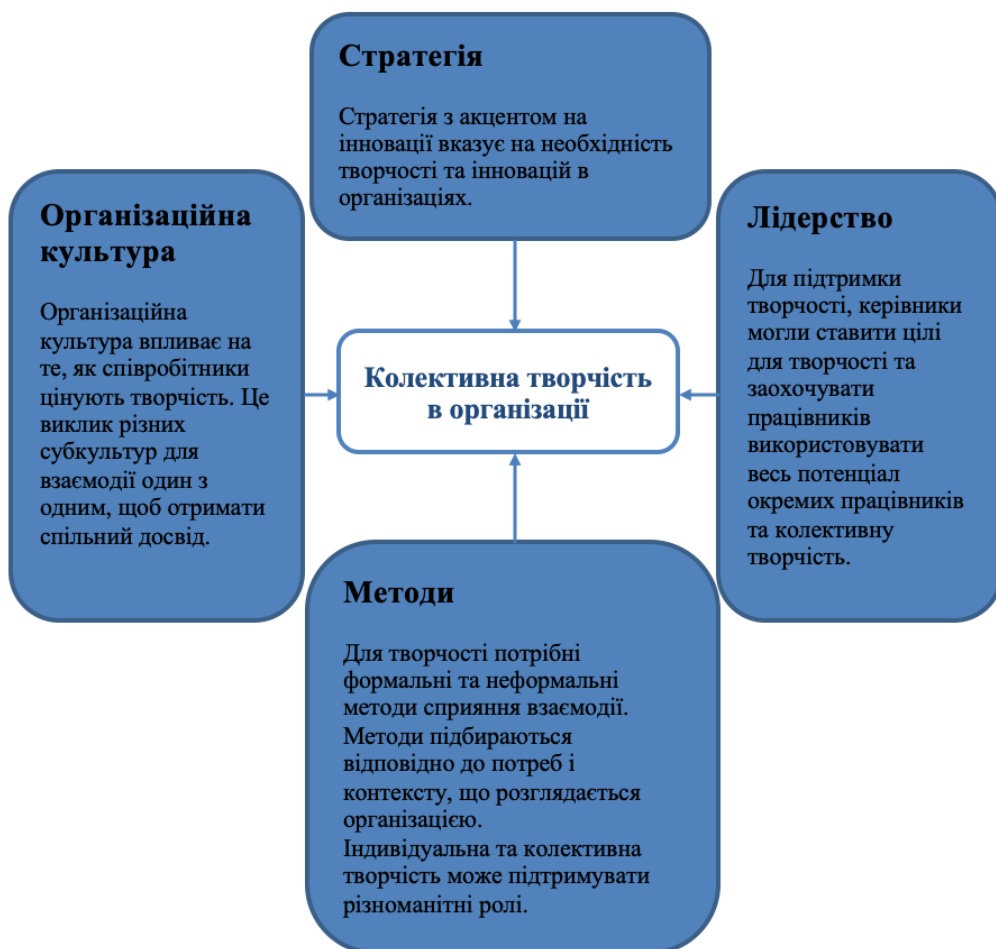 Стратегія
Стратегія з акцентом на
інновації вказує на необхідність
творчості та інновацій в
організаціях.
Організаційна
культура
Організаційна
культура впливає на
те, як співробітники
цінують творчість. Це
виклик різних
субкультур для
взаємодії один з
одним, щоб отримати
спільний досвід.
Колективна творчість
в організації
Лідерство
Для підтримки
творчості, керівники
могли ставити цілі
для творчості та
заохочувати
працівників
використовувати
весь потенціал
окремих працівників
та колективну
творчість.
Методи
Для творчості потрібні
формальні та неформальні
методи сприяння взаємодії.
Методи підбираються
відповідно до потреб і
контексту, що розглядається
організацією.
Індивідуальна та колективна
творчість може підтримувати
різноманітні ролі.